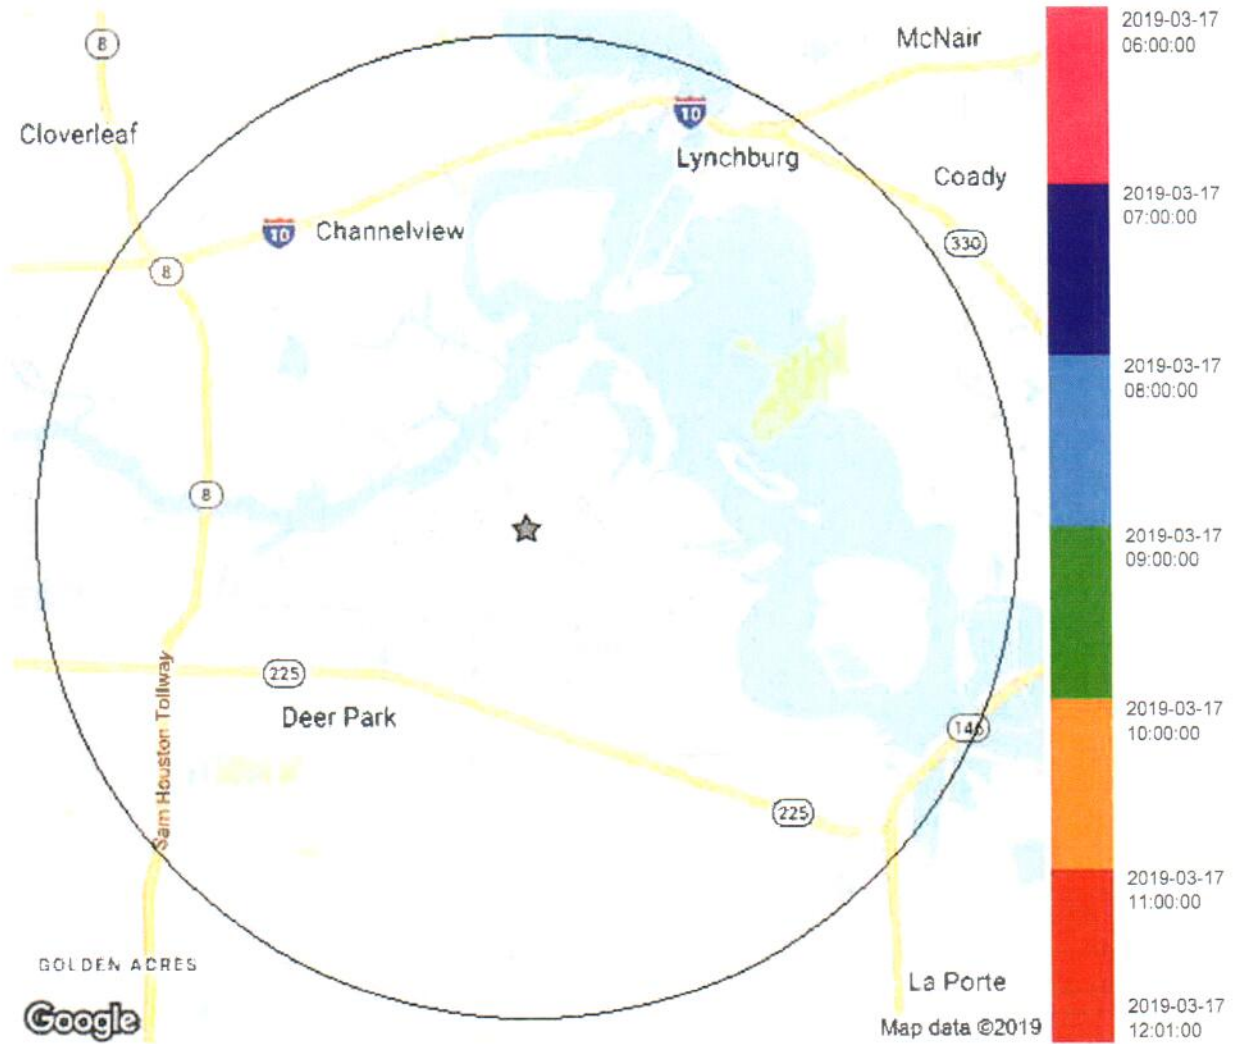 8
McNair
2019-03-17
06:00:00
Cloverleaf
10
Lynchburg
Coady
2019-03-17
07:00:00
10
Channelview
330
8
2019-03-17
08:00:00
8
2019-03-17
09:00:00
Sam Houston Tollway
225
Deer Park
146
2019-03-17
10:00:00
225
2019-03-17
11:00:00
GOLDEN ACRES
La Porte
Google
Map data ©2019
2019-03-17
12:01:00